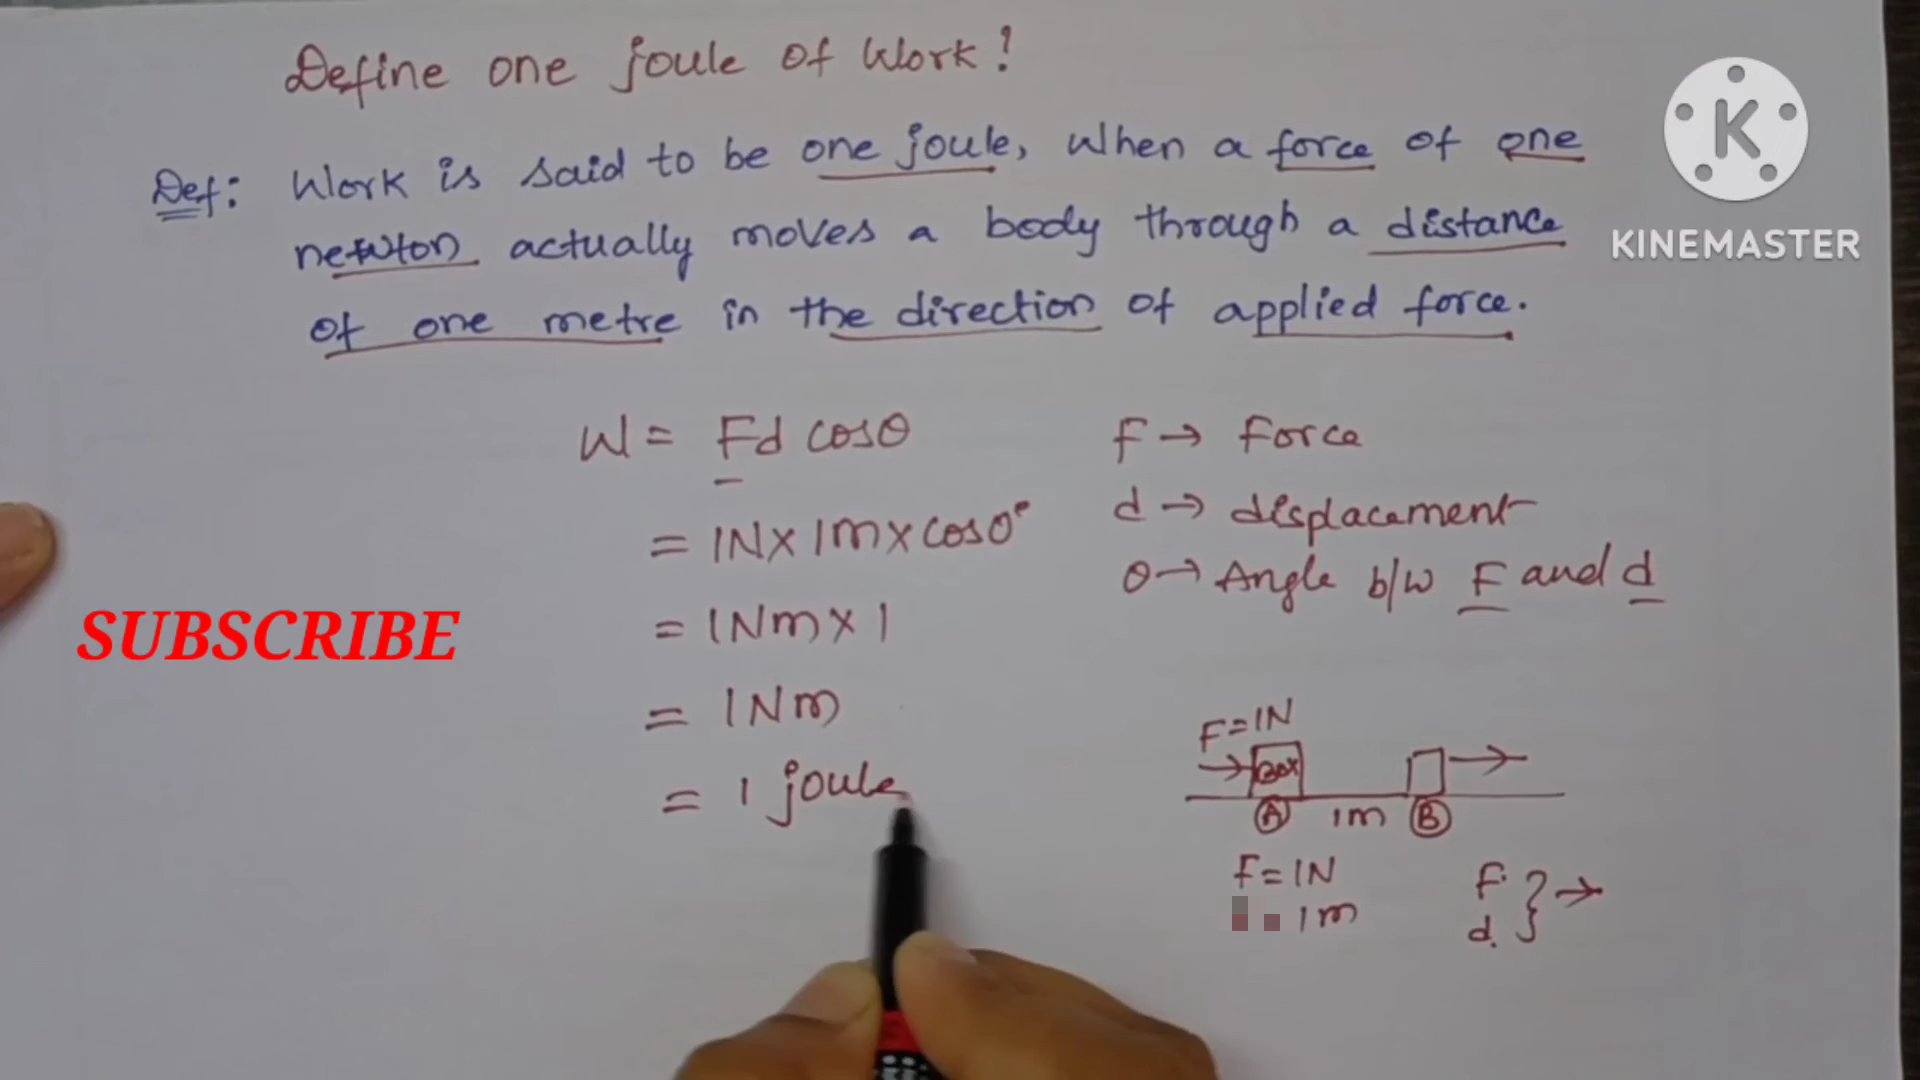 Define one joule of work!
Def: Work is said to be one joule, when a force of one
newton actually moves a body through a distance
of one metre in the direction of applied force.
KINEMASTER
W = Fd cosθ
= 1N x 1m x cos0°
= 1Nm x 1
= 1Nm
= 1 joule
F → Force
d → displacement
θ → Angle b/w F and d
SUBSCRIBE
F=1N
Box
A 1m B
F=1N
1m
F
d } →